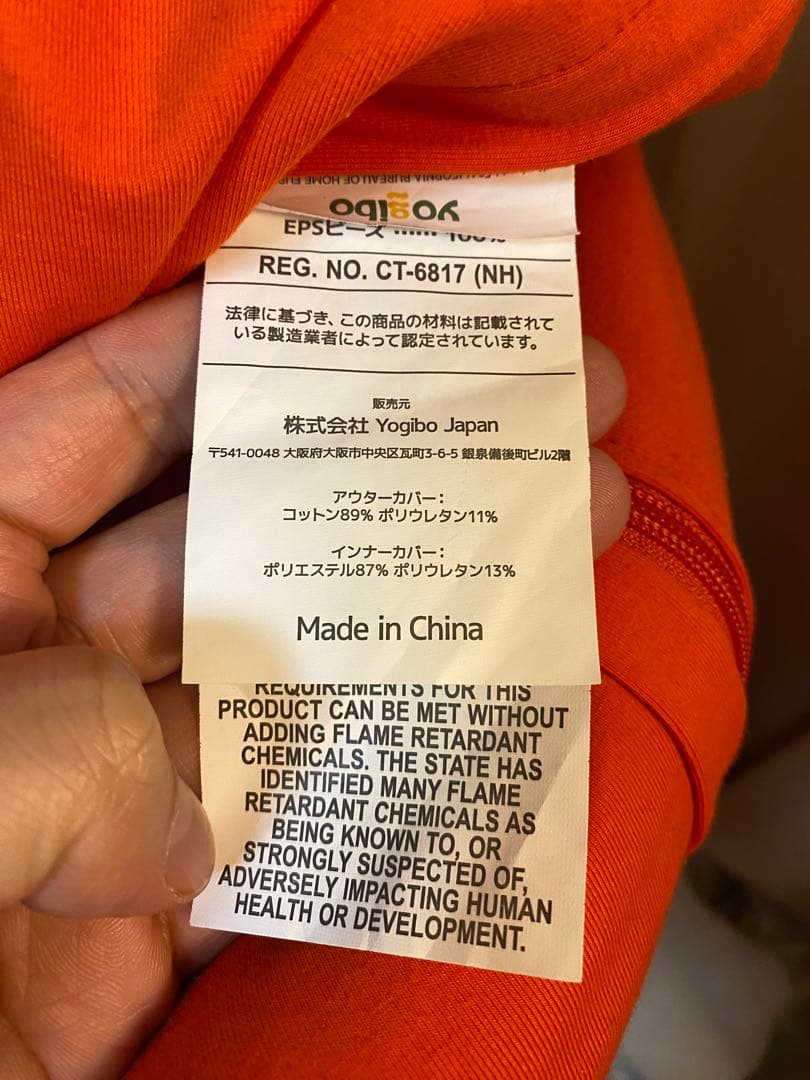 CALIFORNIA BUREAU OF HOME
yogibo
EPSビーズ ······ 100%
REG. NO. CT-6817 (NH)
法律に基づき、この商品の材料は記載されて
いる製造業者によって認定されています。
販売元
株式会社 Yogibo Japan
〒541-0048 大阪府大阪市中央区瓦町3-6-5 銀泉備後町ビル2階
アウターカバー：
コットン89% ポリウレタン11%
インナーカバー：
ポリエステル87% ポリウレタン13%
Made in China
REQUIREMENTS FOR THIS
PRODUCT CAN BE MET WITHOUT
ADDING FLAME RETARDANT
CHEMICALS. THE STATE HAS
IDENTIFIED MANY FLAME
RETARDANT CHEMICALS AS
BEING KNOWN TO, OR
STRONGLY SUSPECTED OF,
ADVERSELY IMPACTING HUMAN
HEALTH OR DEVELOPMENT.